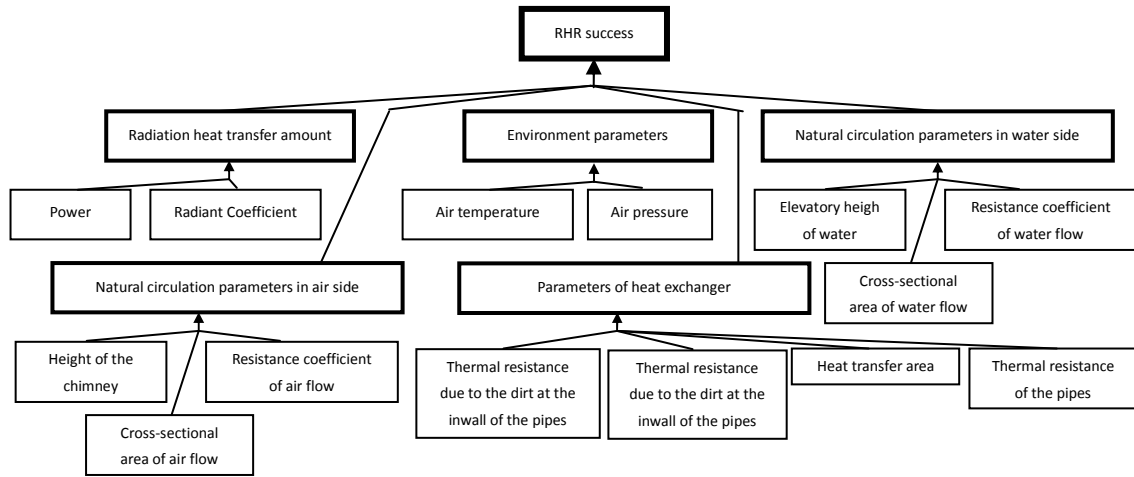 RHR success
Radiation heat transfer amount
Environment parameters
Natural circulation parameters in water side
Power
Radiant Coefficient
Air temperature
Air pressure
Elevatory heigh
of water
Resistance coefficient
of water flow
Cross-sectional
area of water flow
Natural circulation parameters in air side
Parameters of heat exchanger
Height of the
chimney
Resistance coefficient
of air flow
Cross-sectional
area of air flow
Thermal resistance
due to the dirt at the
inwall of the pipes
Thermal resistance
due to the dirt at the
inwall of the pipes
Heat transfer area
Thermal resistance
of the pipes